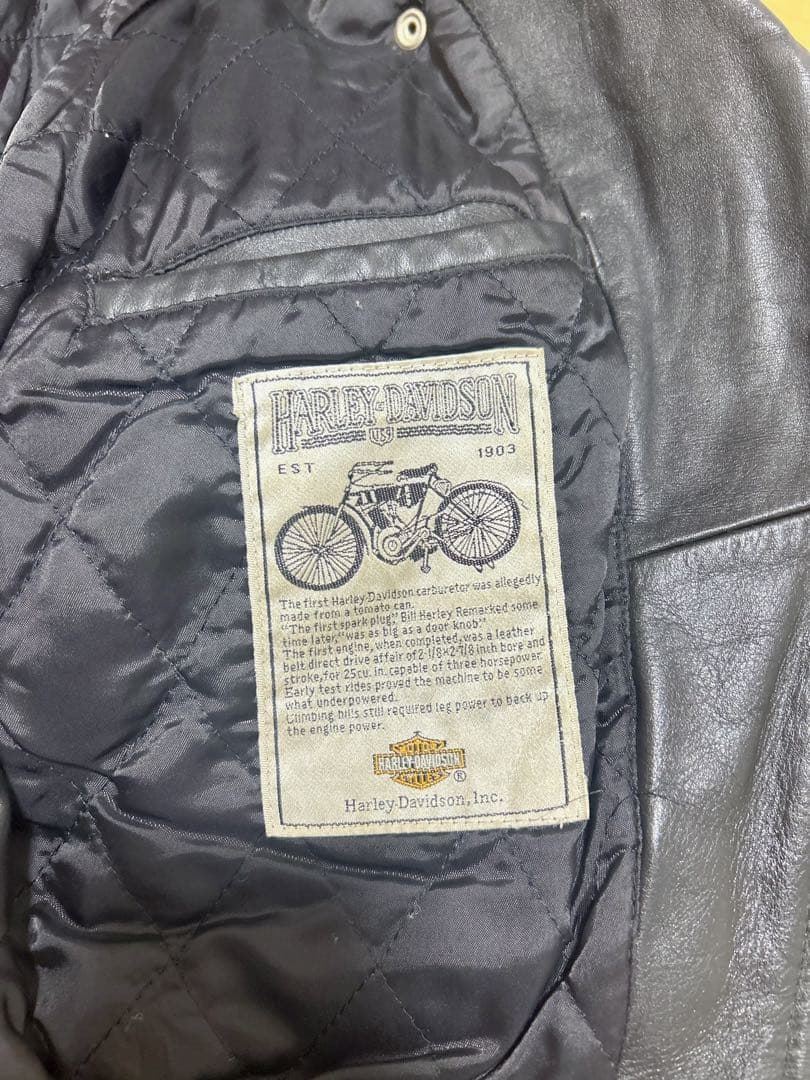 HARLEY-DAVIDSON
EST 1903
The first Harley-Davidson carburetor was allegedly
made from a tomato can.
"The first spark plug" Bill Harley Remarked some
time later, "was as big as a door knob"
The first engine, when completed, was a leather
belt direct drive affair of 2-1/8×2-7/8 inch bore and
stroke, for 25cu. in. capable of three horsepower.
Early test rides proved the machine to be some
what underpowered.
Climbing hills still required leg power to back up
the engine power.
MOTOR
HARLEY-DAVIDSON
CYCLES
®
Harley-Davidson, Inc.